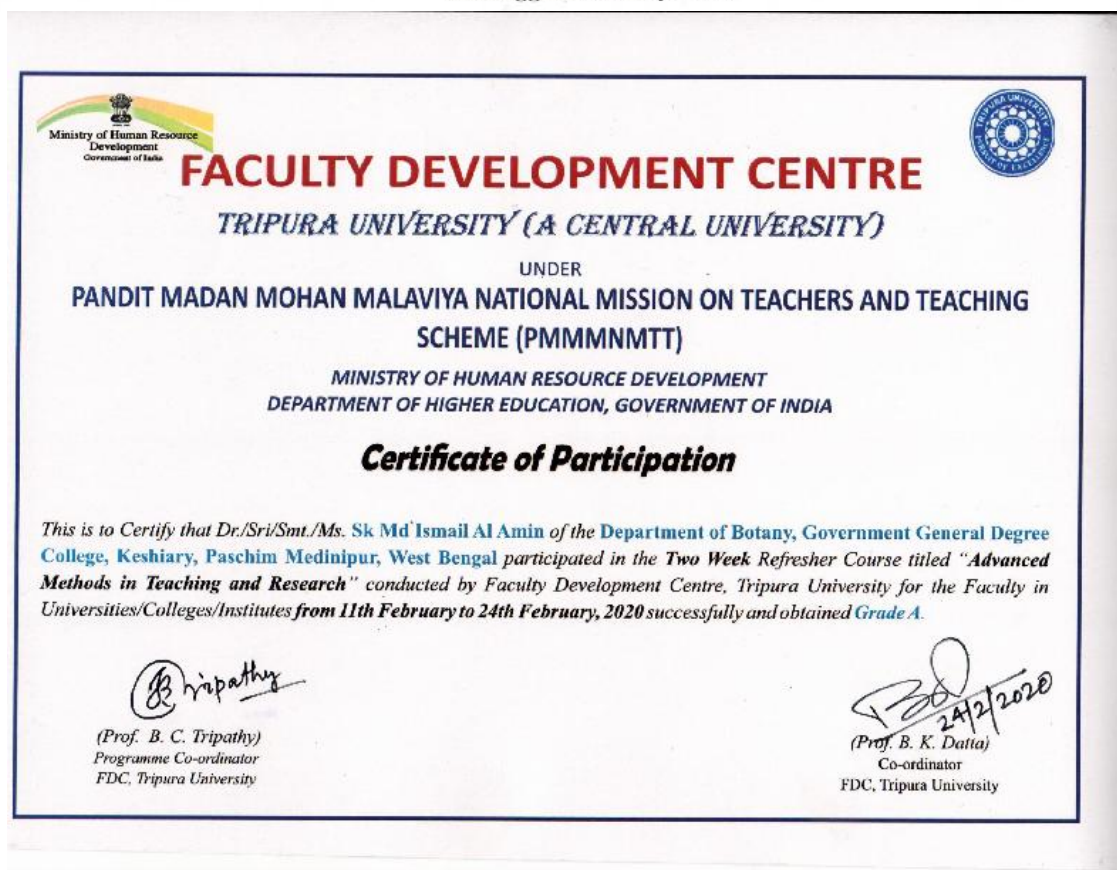 Ministry of Human Resource
Development
Government of India
TRIPURA UNIVERSITY
PURSUIT OF EXCELLENCE
FACULTY DEVELOPMENT CENTRE
TRIPURA UNIVERSITY (A CENTRAL UNIVERSITY)
UNDER
PANDIT MADAN MOHAN MALAVIYA NATIONAL MISSION ON TEACHERS AND TEACHING
SCHEME (PMMMNMTT)
MINISTRY OF HUMAN RESOURCE DEVELOPMENT
DEPARTMENT OF HIGHER EDUCATION, GOVERNMENT OF INDIA
Certificate of Participation
This is to Certify that Dr./Sri/Smt./Ms. Sk Md Ismail Al Amin of the Department of Botany, Government General Degree
College, Keshiary, Paschim Medinipur, West Bengal participated in the Two Week Refresher Course titled "Advanced
Methods in Teaching and Research" conducted by Faculty Development Centre, Tripura University for the Faculty in
Universities/Colleges/Institutes from 11th February to 24th February, 2020 successfully and obtained Grade A.
BTripathy
24/2/2020
(Prof. B. C. Tripathy)
Programme Co-ordinator
FDC, Tripura University
(Prof. B. K. Datta)
Co-ordinator
FDC, Tripura University